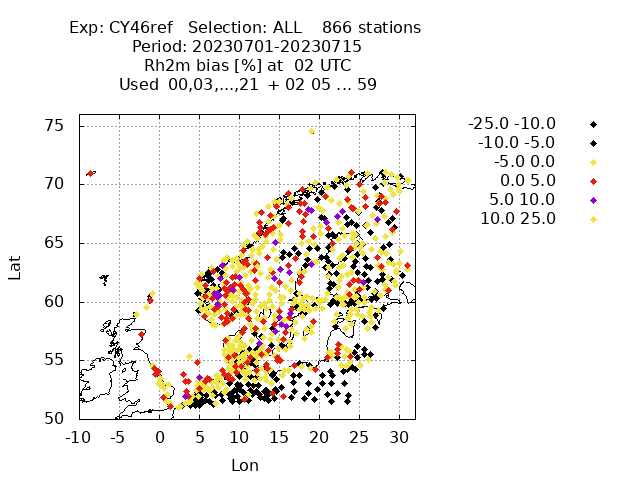 Exp: CY46ref   Selection: ALL    866 stations
Period: 20230701-20230715
Rh2m bias [%] at  02 UTC
Used  00,03,...,21  + 02 05 ... 59
-25.0 -10.0
-10.0 -5.0
-5.0 0.0
0.0 5.0
5.0 10.0
10.0 25.0
75
70
65
60
55
50
Lat
-10 -5 0 5 10 15 20 25 30
Lon